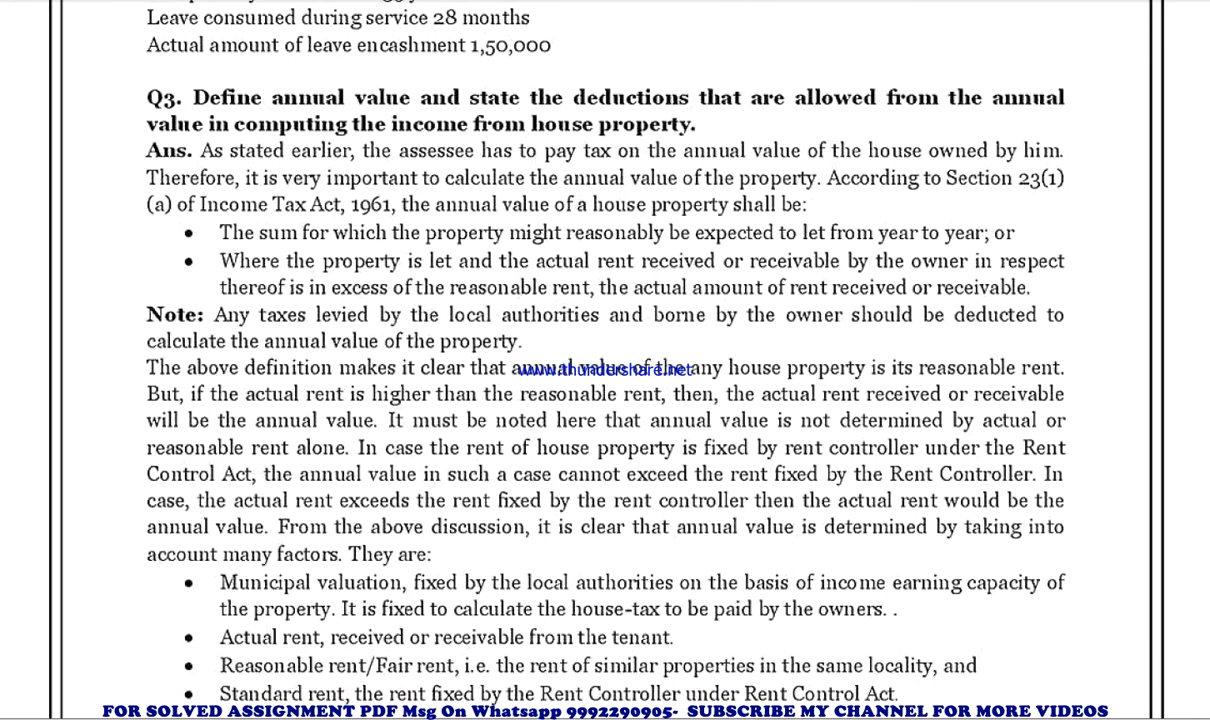 Leave consumed during service 28 months
Actual amount of leave encashment 1,50,000
Q3. Define annual value and state the deductions that are allowed from the annual
value in computing the income from house property.
Ans. As stated earlier, the assessee has to pay tax on the annual value of the house owned by him.
Therefore, it is very important to calculate the annual value of the property. According to Section 23(1)
(a) of Income Tax Act, 1961, the annual value of a house property shall be:
• The sum for which the property might reasonably be expected to let from year to year; or
• Where the property is let and the actual rent received or receivable by the owner in respect
thereof is in excess of the reasonable rent, the actual amount of rent received or receivable.
Note: Any taxes levied by the local authorities and borne by the owner should be deducted to
calculate the annual value of the property.
The above definition makes it clear that annual value of the any house property is its reasonable rent.
www.thundershare.net
But, if the actual rent is higher than the reasonable rent, then, the actual rent received or receivable
will be the annual value. It must be noted here that annual value is not determined by actual or
reasonable rent alone. In case the rent of house property is fixed by rent controller under the Rent
Control Act, the annual value in such a case cannot exceed the rent fixed by the Rent Controller. In
case, the actual rent exceeds the rent fixed by the rent controller then the actual rent would be the
annual value. From the above discussion, it is clear that annual value is determined by taking into
account many factors. They are:
• Municipal valuation, fixed by the local authorities on the basis of income earning capacity of
the property. It is fixed to calculate the house-tax to be paid by the owners. .
• Actual rent, received or receivable from the tenant.
• Reasonable rent/Fair rent, i.e. the rent of similar properties in the same locality, and
• Standard rent, the rent fixed by the Rent Controller under Rent Control Act.
FOR SOLVED ASSIGNMENT PDF Msg On Whatsapp 9992290905- SUBSCRIBE MY CHANNEL FOR MORE VIDEOS